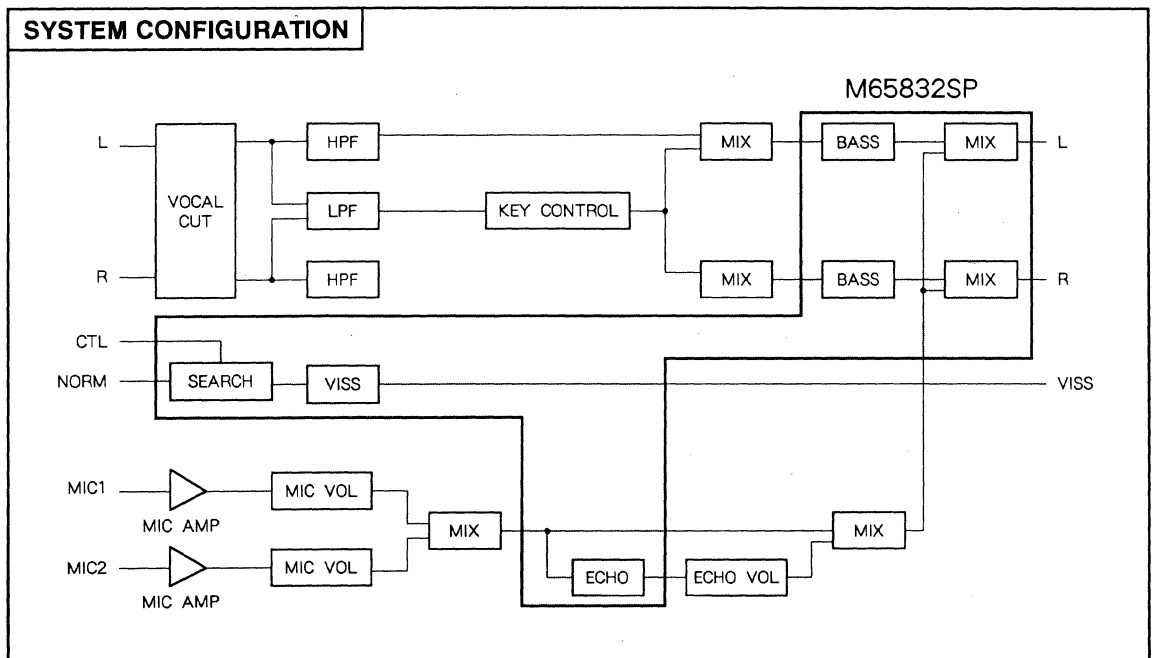 SYSTEM CONFIGURATION
M65832SP
L
HPF
MIX
BASS
MIX
L
VOCAL
CUT
LPF
KEY CONTROL
R
HPF
MIX
BASS
MIX
R
CTL
NORM
SEARCH
VISS
VISS
MIC1
MIC VOL
MIC AMP
MIX
MIX
MIC2
MIC VOL
ECHO
ECHO VOL
MIC AMP